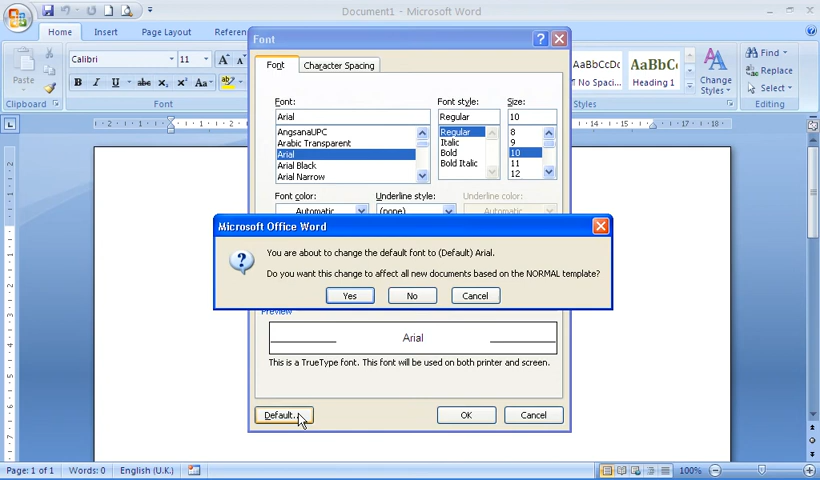 Document1 - Microsoft Word
Home
Insert
Page Layout
Referen
Calibri
11
Paste
B I U abc x₂ x² Aa
Clipboard
Font
AaBbCcDc
AaBbC
No Spaci...
Heading 1
Change
Styles
Styles
Find
Replace
Select
Editing
Font
Font
Character Spacing
Font:
Font style:
Size:
Arial
Regular
10
AngsanaUPC
Arabic Transparent
Arial
Arial Black
Arial Narrow
Regular
Italic
Bold
Bold Italic
8
9
10
11
12
Font color:
Underline style:
Underline color:
Automatic
(none)
Automatic
Microsoft Office Word
You are about to change the default font to (Default) Arial.
Do you want this change to affect all new documents based on the NORMAL template?
Yes
No
Cancel
Preview
Arial
This is a TrueType font. This font will be used on both printer and screen.
Default...
OK
Cancel
Page: 1 of 1
Words: 0
English (U.K.)
100%